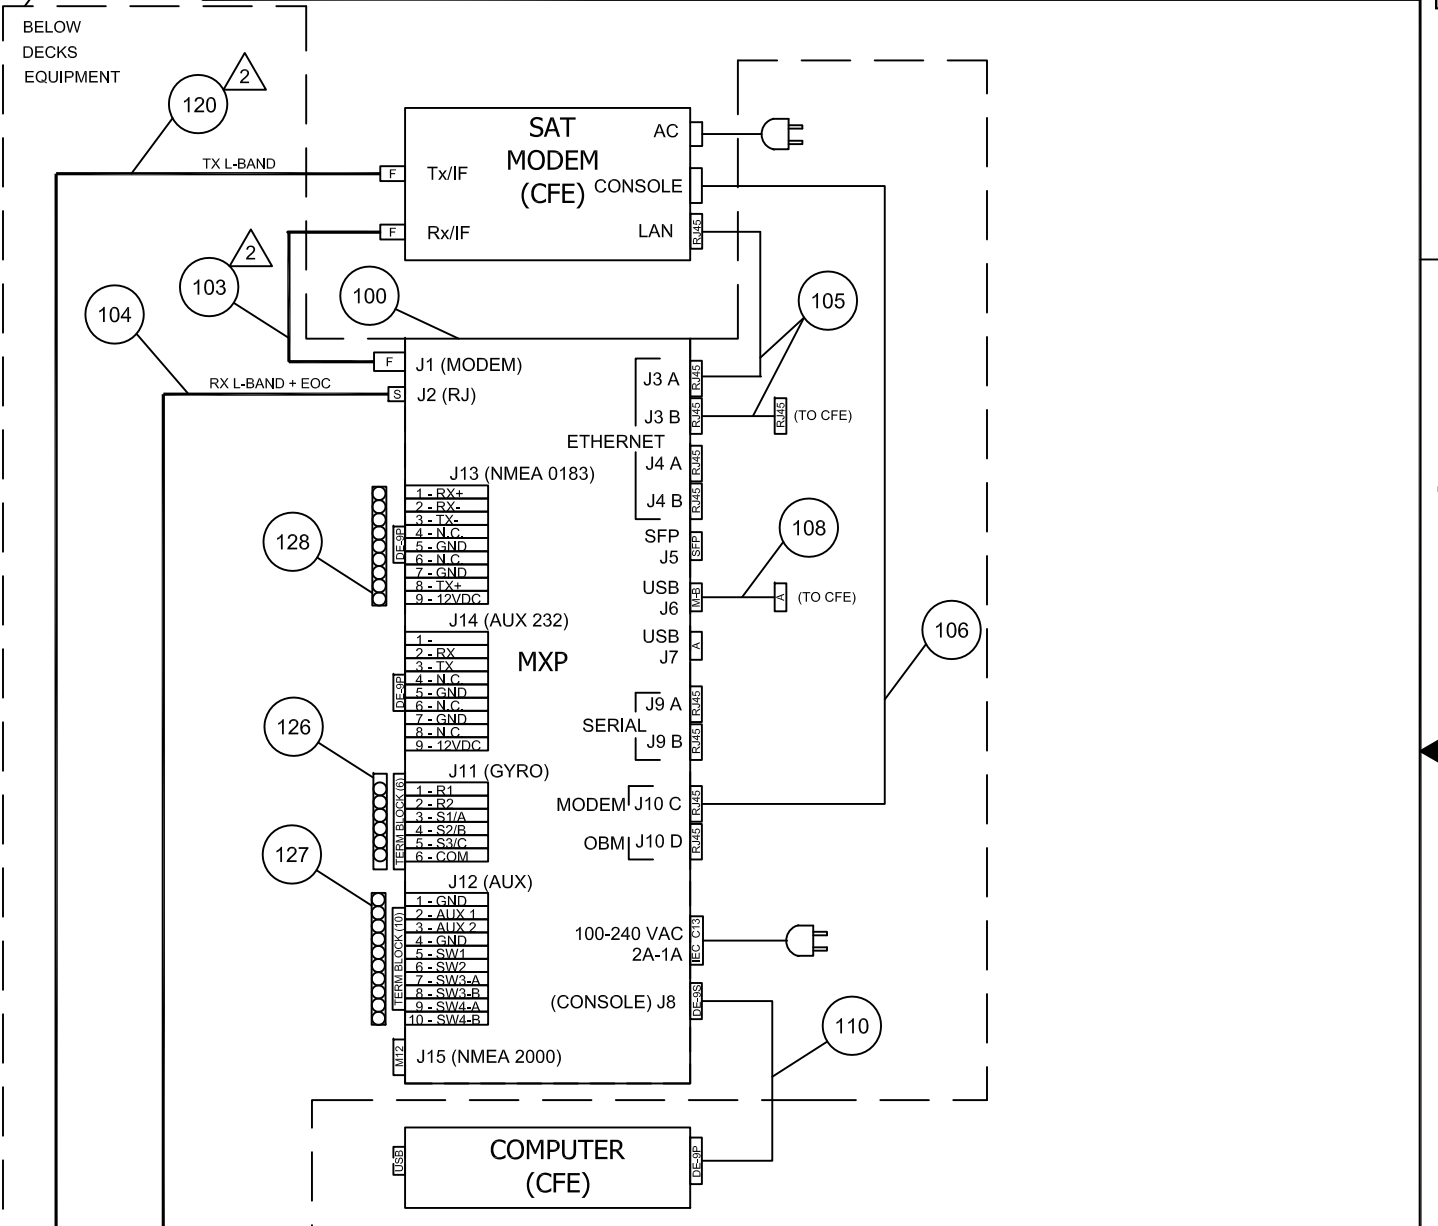 BELOW
DECKS
EQUIPMENT
2
120
TX L-BAND
F
Tx/IF
SAT
MODEM
(CFE)
AC
CONSOLE
F
Rx/IF
LAN
RJ45
2
103
104
100
105
F
J1 (MODEM)
RX L-BAND + EOC
S
J2 (RJ)
J3 A
RJ45
J3 B
RJ45
RJ45
(TO CFE)
ETHERNET
J4 A
RJ45
J4 B
RJ45
J13 (NMEA 0183)
1 - RX+
2 - RX-
3 - TX-
4 - N.C.
5 - GND
6 - N.C.
7 - GND
8 - TX+
9 - 12VDC
DE-9P
128
SFP
J5
SFP
108
USB
J6
M-B
A
(TO CFE)
USB
J7
A
106
J14 (AUX 232)
MXP
1 -
2 - RX
3 - TX
4 - N.C.
5 - GND
6 - N.C.
7 - GND
8 - N.C.
9 - 12VDC
DE-9P
126
SERIAL
J9 A
RJ45
J9 B
RJ45
J11 (GYRO)
1 - R1
2 - R2
3 - S1/A
4 - S2/B
5 - S3/C
6 - COM
TERM BLOCK (6)
MODEM
J10 C
RJ45
OBM
J10 D
RJ45
127
J12 (AUX)
1 - GND
2 - AUX 1
3 - AUX 2
4 - GND
5 - SW1
6 - SW2
7 - SW3-A
8 - SW3-B
9 - SW4-A
10 - SW4-B
TERM BLOCK (10)
100-240 VAC
2A-1A
IEC C13
(CONSOLE) J8
DE-9S
110
M12
J15 (NMEA 2000)
USB
COMPUTER
(CFE)
DE-9P